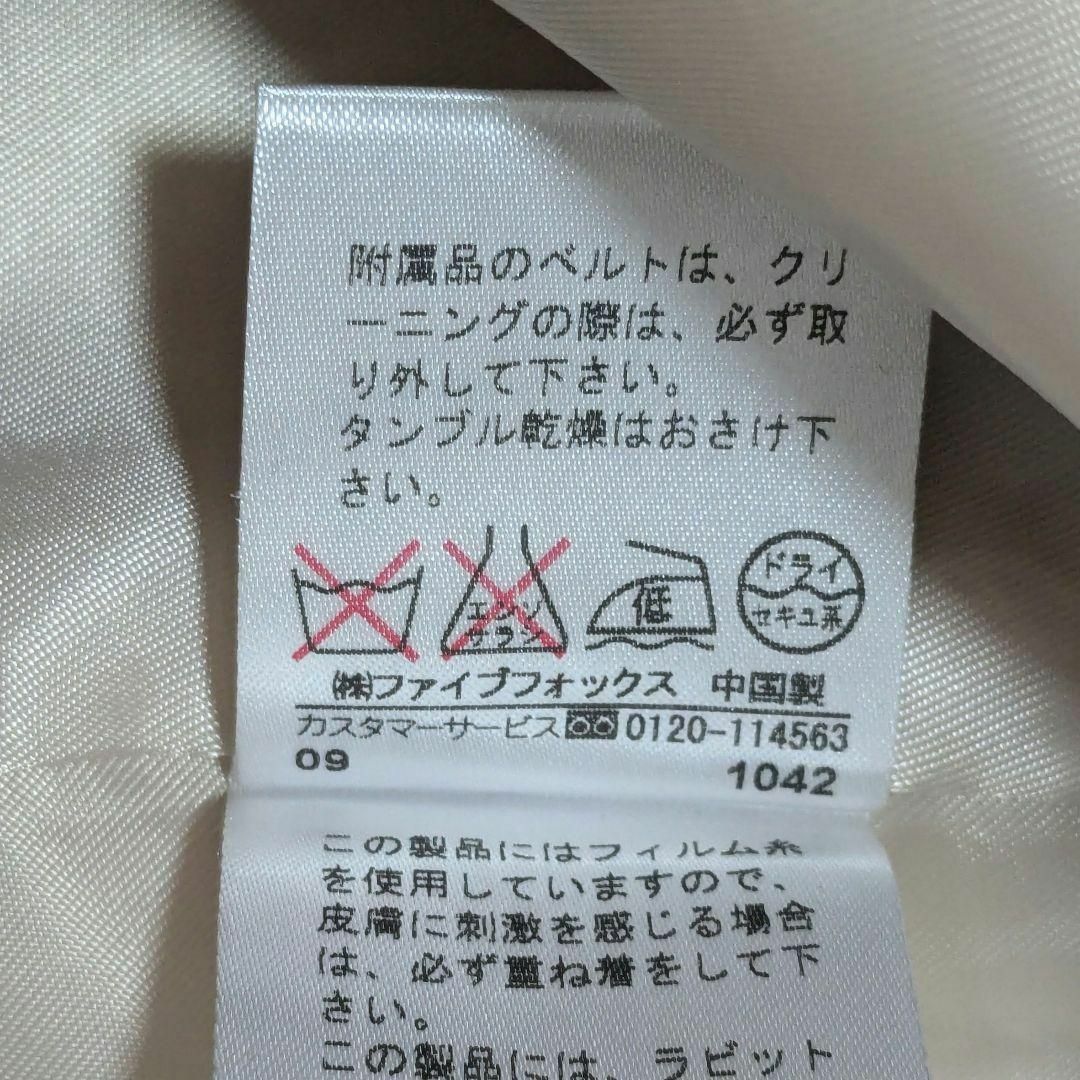 附属品のベルトは、クリ
ーニングの際は、必ず取
り外して下さい。
タンブル乾燥はおさけ下
さい。
エンソ
サラシ
低
ドライ
セキユ系
㈱ファイブフォックス 中国製
カスタマーサービス 0120-114563
09 1042
この製品にはフィルム糸
を使用していますので、
皮膚に刺激を感じる場合
は、必ず重ね着をして下
さい。
この製品には、ラビット